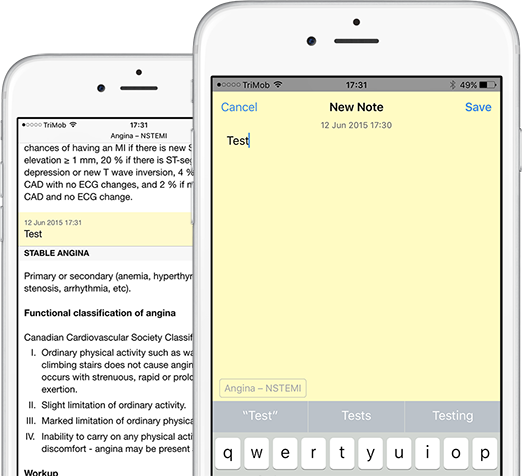 TriMob 17:31
Angina – NSTEMI
chances of having an MI if there is new S
elevation ≥ 1 mm, 20 % if there is ST-seg
depression or new T wave inversion, 4 %
CAD with no ECG changes, and 2 % if
CAD and no ECG change.
12 Jun 2015 17:31
Test
STABLE ANGINA
Primary or secondary (anemia, hyperthyr
stenosis, arrhythmia, etc).
Functional classification of angina
Canadian Cardiovascular Society Classif
I. Ordinary physical activity such as wa
climbing stairs does not cause angin
occurs with strenuous, rapid or prolo
exertion.
II. Slight limitation of ordinary activity.
III. Marked limitation of ordinary physica
IV. Inability to carry on any physical acti
discomfort - angina may be present
Workup
TriMob 17:31 49%
Cancel New Note Save
12 Jun 2015 17:30
Test
Angina – NSTEMI
“Test” Tests Testing
q w e r t y u i o p